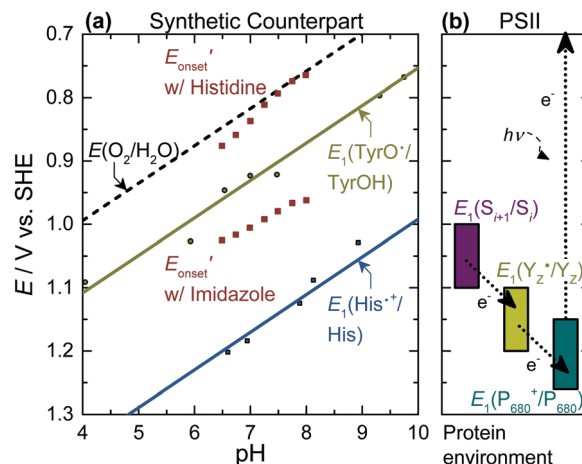 (a) Synthetic Counterpart
(b) PSII
E / V vs. SHE
0.7
0.8
0.9
1.0
1.1
1.2
1.3
4 5 6 7 8 9 10
pH
Eonset'
w/ Histidine
E(O2/H2O)
E1(TyrO•/
TyrOH)
Eonset'
w/ Imidazole
E1(His•+/
His)
e-
hν
E1(Si+1/Si)
E1(YZ•/YZ)
e-
e-
E1(P680+/P680)
Protein
environment